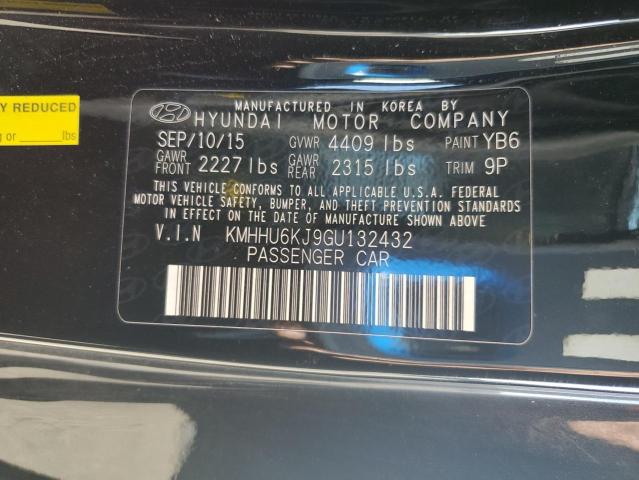 Y REDUCED
g or ____lbs
MANUFACTURED IN KOREA BY
HYUNDAI MOTOR COMPANY
SEP/10/15 GVWR 4409 lbs PAINT YB6
GAWR FRONT 2227 lbs GAWR REAR 2315 lbs TRIM 9P
THIS VEHICLE CONFORMS TO ALL APPLICABLE U.S.A. FEDERAL
MOTOR VEHICLE SAFETY, BUMPER, AND THEFT PREVENTION STANDARDS
IN EFFECT ON THE DATE OF MANUFACTURE SHOWN ABOVE.
V.I.N KMHHU6KJ9GU132432
PASSENGER CAR